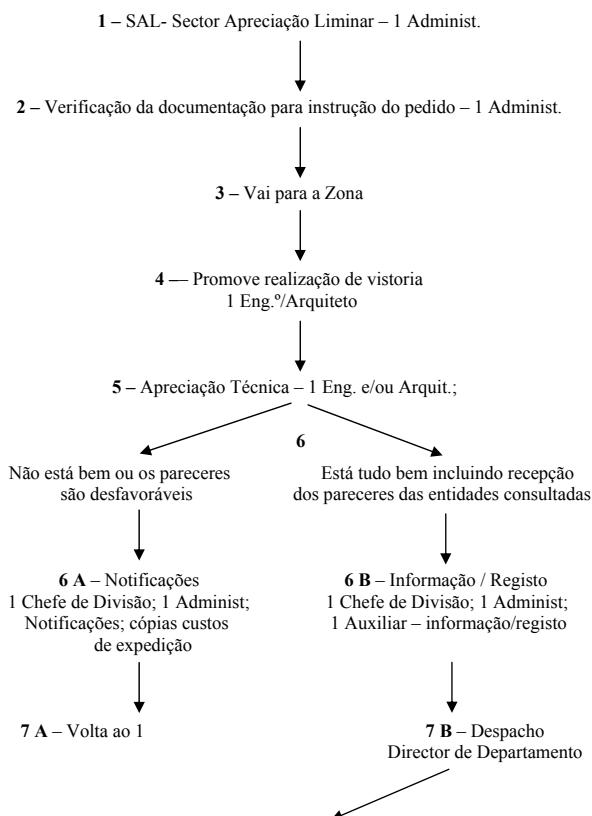 1 – SAL- Sector Apreciação Liminar – 1 Administ.
2 – Verificação da documentação para instrução do pedido – 1 Administ.
3 – Vai para a Zona
4 –– Promove realização de vistoria
1 Eng.º/Arquiteto
5 – Apreciação Técnica – 1 Eng. e/ou Arquit.;
6
Não está bem ou os pareceres
são desfavoráveis
Está tudo bem incluindo recepção
dos pareceres das entidades consultadas
6 A – Notificações
1 Chefe de Divisão; 1 Administ;
Notificações; cópias custos
de expedição
6 B – Informação / Registo
1 Chefe de Divisão; 1 Administ;
1 Auxiliar – informação/registo
7 A – Volta ao 1
7 B – Despacho
Director de Departamento